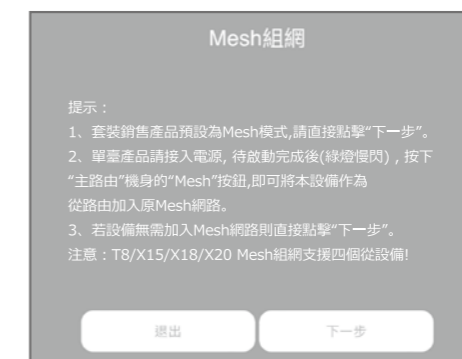 Mesh組網
提示：
1、套裝銷售產品預設為Mesh模式,請直接點擊“下一步”。
2、單臺產品請接入電源, 待啟動完成後(綠燈慢閃) , 按下
“主路由”機身的“Mesh”按鈕,即可將本設備作為
從路由加入原Mesh網路。
3、若設備無需加入Mesh網路則直接點擊“下一步”。
注意：T8/X15/X18/X20 Mesh組網支援四個從設備!
退出
下一步